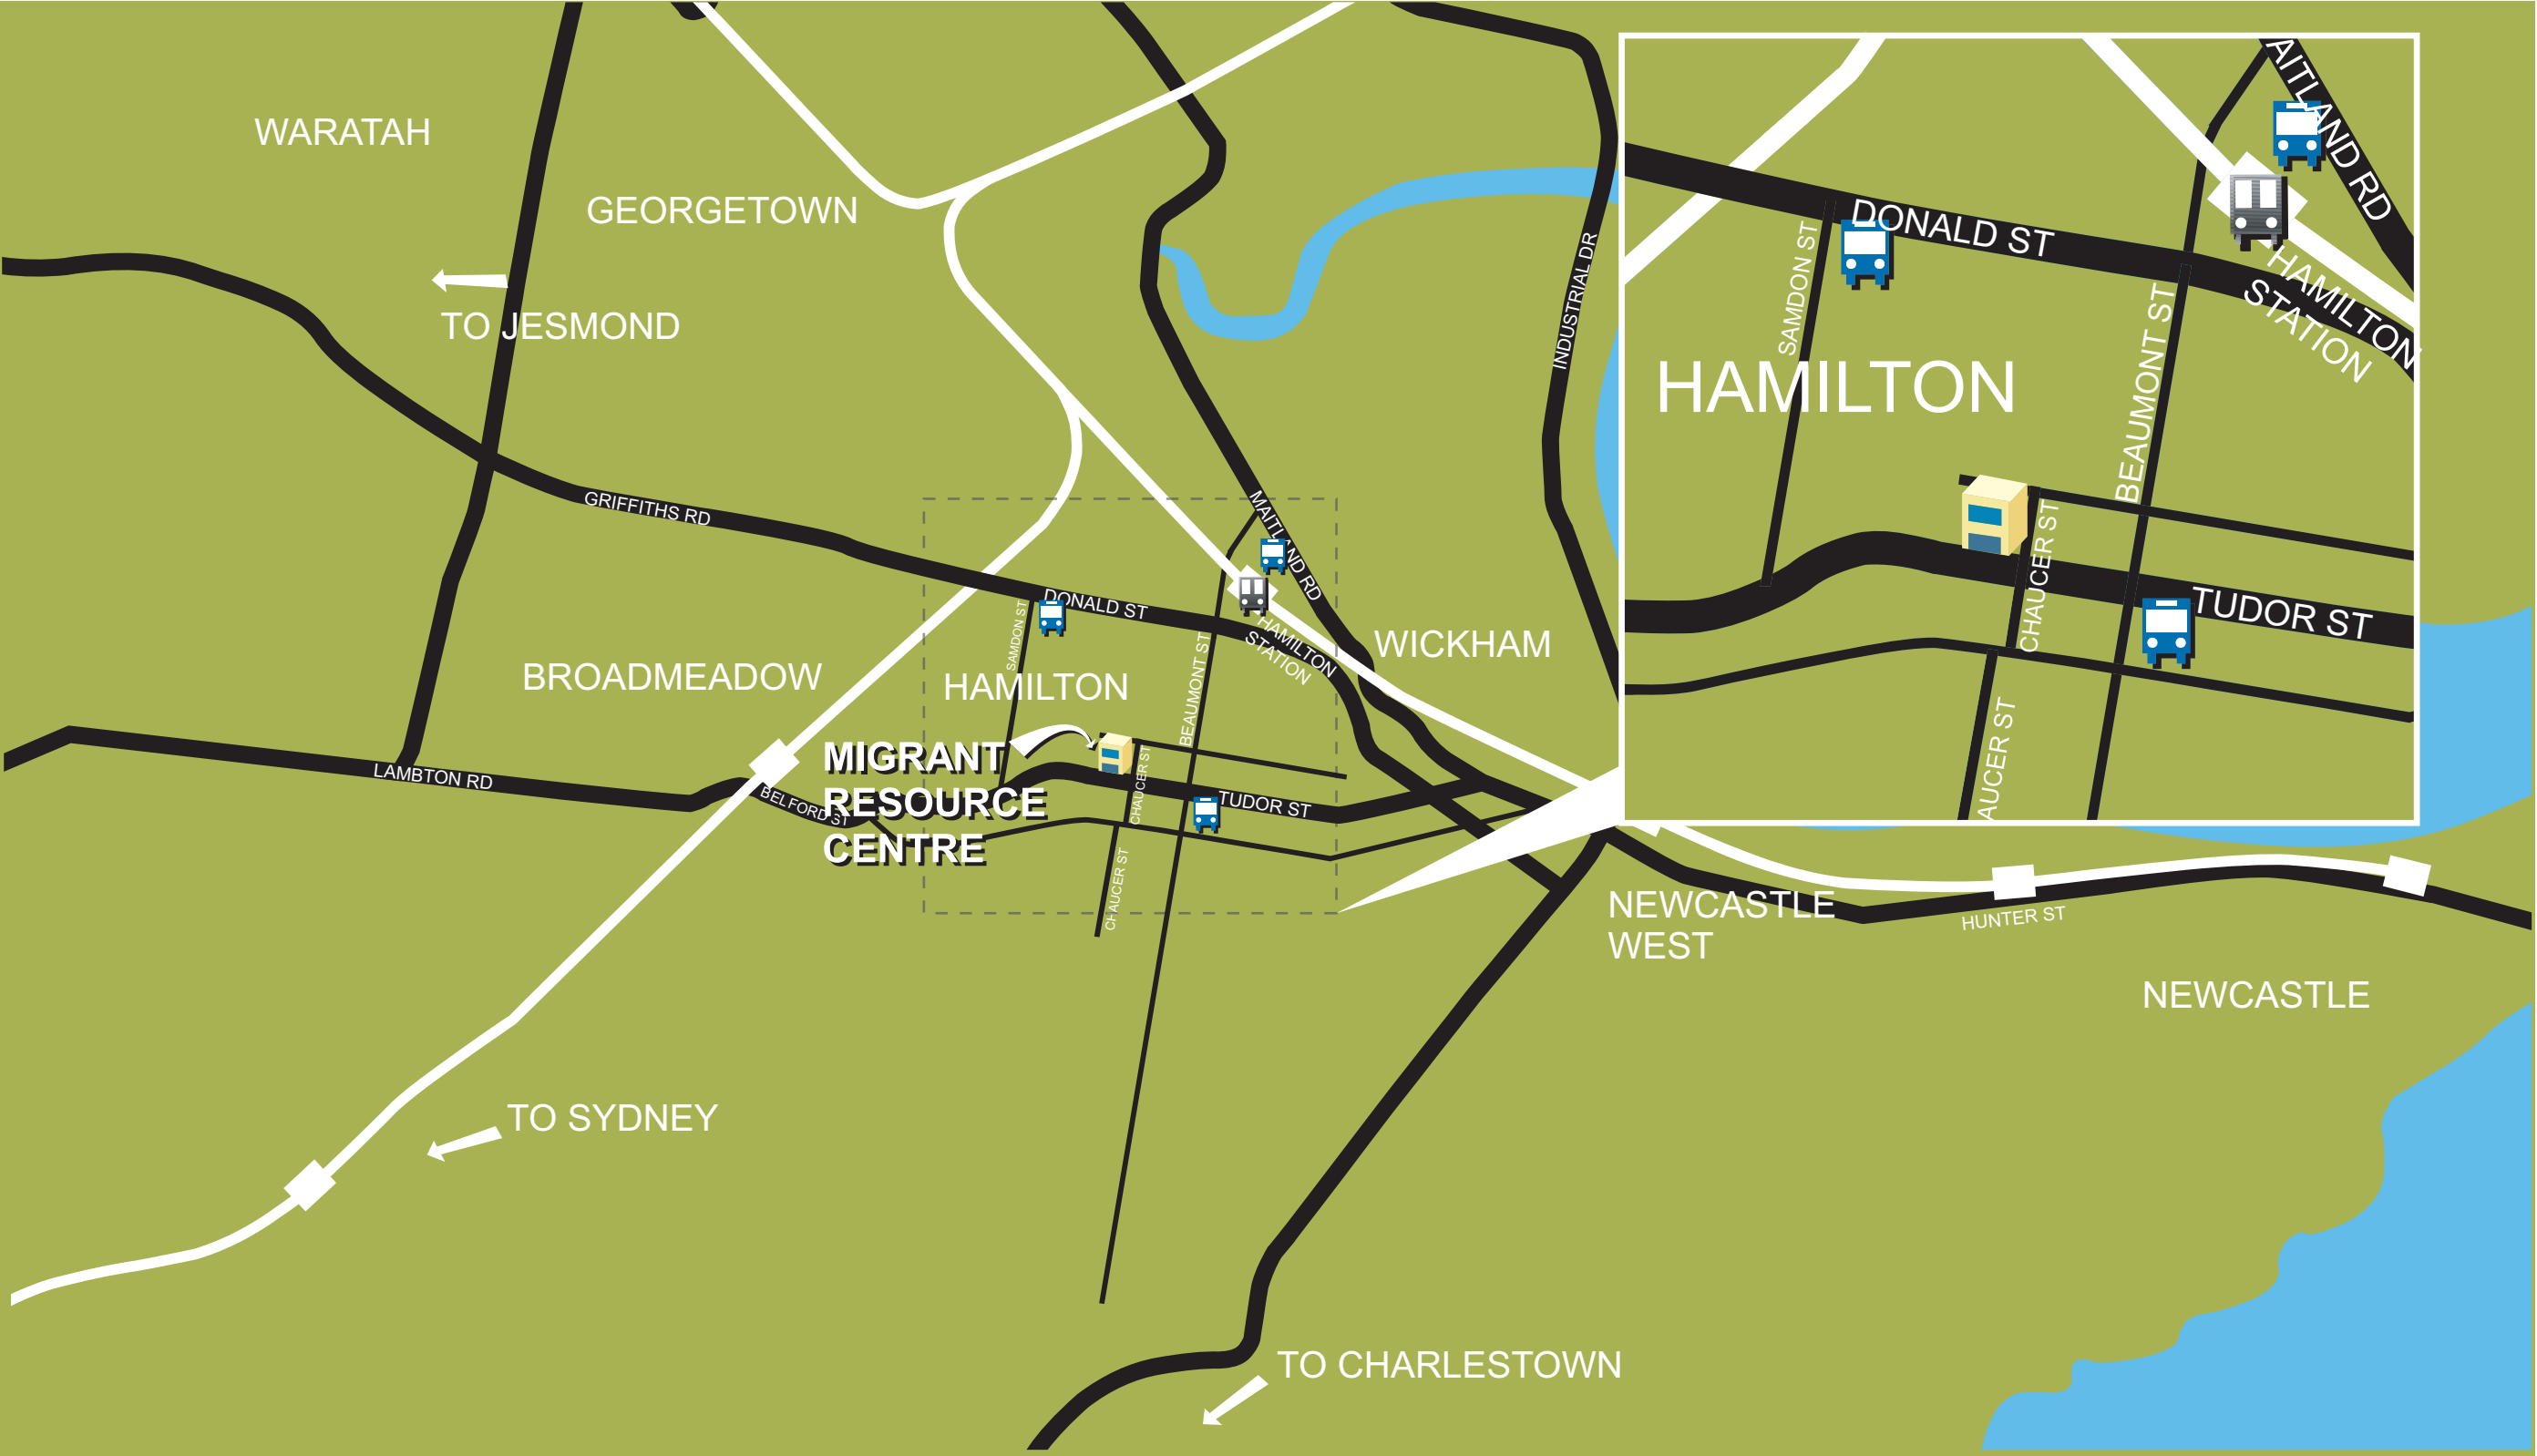 WARATAH
GEORGETOWN
TO JESMOND
GRIFFITHS RD
INDUSTRIAL DR
MAITLAND RD
DONALD ST
SAMDON ST
HAMILTON
STATION
BEAUMONT ST
WICKHAM
BROADMEADOW
HAMILTON
MIGRANT
RESOURCE
CENTRE
LAMBTON RD
BELFORD ST
CHAUCER ST
TUDOR ST
CHAUCER ST
NEWCASTLE
WEST
HUNTER ST
NEWCASTLE
TO SYDNEY
TO CHARLESTOWN
AITLAND RD
DONALD ST
SAMDON ST
HAMILTON
STATION
BEAUMONT ST
HAMILTON
CHAUCER ST
TUDOR ST
AUCER ST